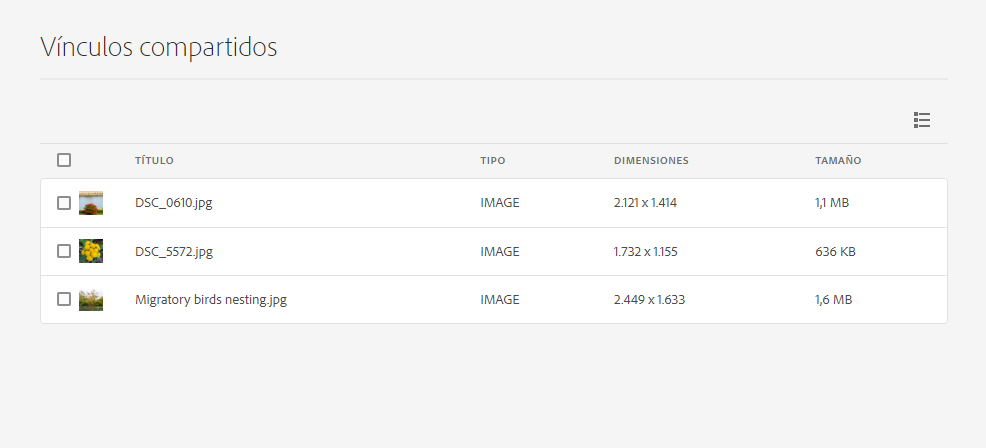 Vínculos compartidos
TÍTULO TIPO DIMENSIONES TAMAÑO
DSC_0610.jpg IMAGE 2.121 x 1.414 1,1 MB
DSC_5572.jpg IMAGE 1.732 x 1.155 636 KB
Migratory birds nesting.jpg IMAGE 2.449 x 1.633 1,6 MB